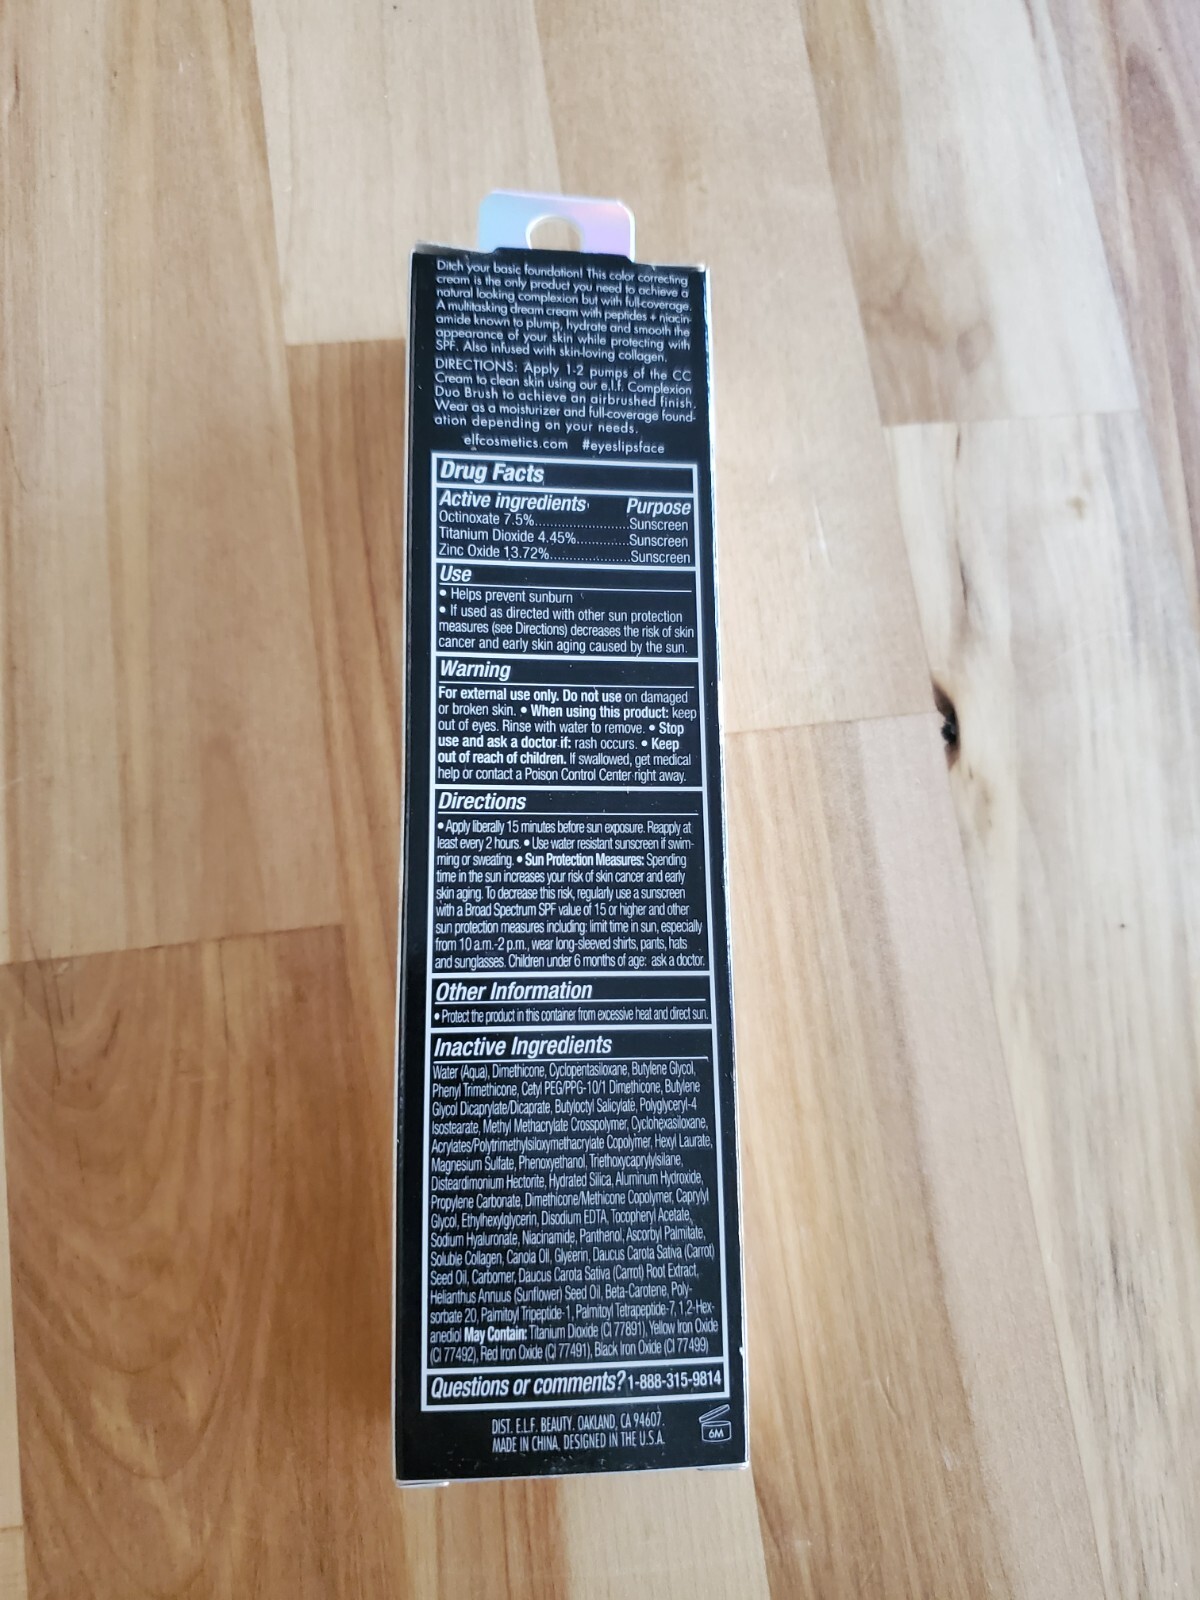 Ditch your basic foundation! This color correcting
cream is the only product you need to achieve a
natural looking complexion but with full-coverage.
A multitasking dream cream with peptides + niacin-
amide known to plump, hydrate and smooth the
appearance of your skin while protecting with
SPF. Also infused with skin-loving collagen.
DIRECTIONS: Apply 1-2 pumps of the CC
Cream to clean skin using our e.l.f. Complexion
Duo Brush to achieve an airbrushed finish.
Wear as a moisturizer and full-coverage found-
ation depending on your needs.
elfcosmetics.com #eyeslipsface
Drug Facts
Active ingredients Purpose
Octinoxate 7.5%........................Sunscreen
Titanium Dioxide 4.45%.............Sunscreen
Zinc Oxide 13.72%....................Sunscreen
Use
• Helps prevent sunburn
• If used as directed with other sun protection
measures (see Directions) decreases the risk of skin
cancer and early skin aging caused by the sun.
Warning
For external use only. Do not use on damaged
or broken skin. • When using this product: keep
out of eyes. Rinse with water to remove. • Stop
use and ask a doctor if: rash occurs. • Keep
out of reach of children. If swallowed, get medical
help or contact a Poison Control Center right away.
Directions
• Apply liberally 15 minutes before sun exposure. Reapply at
least every 2 hours. • Use water resistant sunscreen if swim-
ming or sweating. • Sun Protection Measures: Spending
time in the sun increases your risk of skin cancer and early
skin aging. To decrease this risk, regularly use a sunscreen
with a Broad Spectrum SPF value of 15 or higher and other
sun protection measures including: limit time in sun, especially
from 10 a.m.-2 p.m., wear long-sleeved shirts, pants, hats
and sunglasses. Children under 6 months of age: ask a doctor.
Other Information
• Protect the product in this container from excessive heat and direct sun.
Inactive Ingredients
Water (Aqua), Dimethicone, Cyclopentasiloxane, Butylene Glycol,
Phenyl Trimethicone, Cetyl PEG/PPG-10/1 Dimethicone, Butylene
Glycol Dicaprylate/Dicaprate, Butyloctyl Salicylate, Polyglyceryl-4
Isostearate, Methyl Methacrylate Crosspolymer, Cyclohexasiloxane,
Acrylates/Polytrimethylsiloxymethacrylate Copolymer, Hexyl Laurate,
Magnesium Sulfate, Phenoxyethanol, Triethoxycaprylylsilane,
Disteardimonium Hectorite, Hydrated Silica, Aluminum Hydroxide,
Propylene Carbonate, Dimethicone/Methicone Copolymer, Caprylyl
Glycol, Ethylhexylglycerin, Disodium EDTA, Tocopheryl Acetate,
Sodium Hyaluronate, Niacinamide, Panthenol, Ascorbyl Palmitate,
Soluble Collagen, Canola Oil, Glycerin, Daucus Carota Sativa (Carrot)
Seed Oil, Carbomer, Daucus Carota Sativa (Carrot) Root Extract,
Helianthus Annuus (Sunflower) Seed Oil, Beta-Carotene, Poly-
sorbate 20, Palmitoyl Tripeptide-1, Palmitoyl Tetrapeptide-7, 1,2-Hex-
anediol May Contain: Titanium Dioxide (CI 77891), Yellow Iron Oxide
(CI 77492), Red Iron Oxide (CI 77491), Black Iron Oxide (CI 77499)
Questions or comments? 1-888-315-9814
DIST. E.L.F. BEAUTY. OAKLAND, CA 94607.
MADE IN CHINA, DESIGNED IN THE U.S.A.
6M